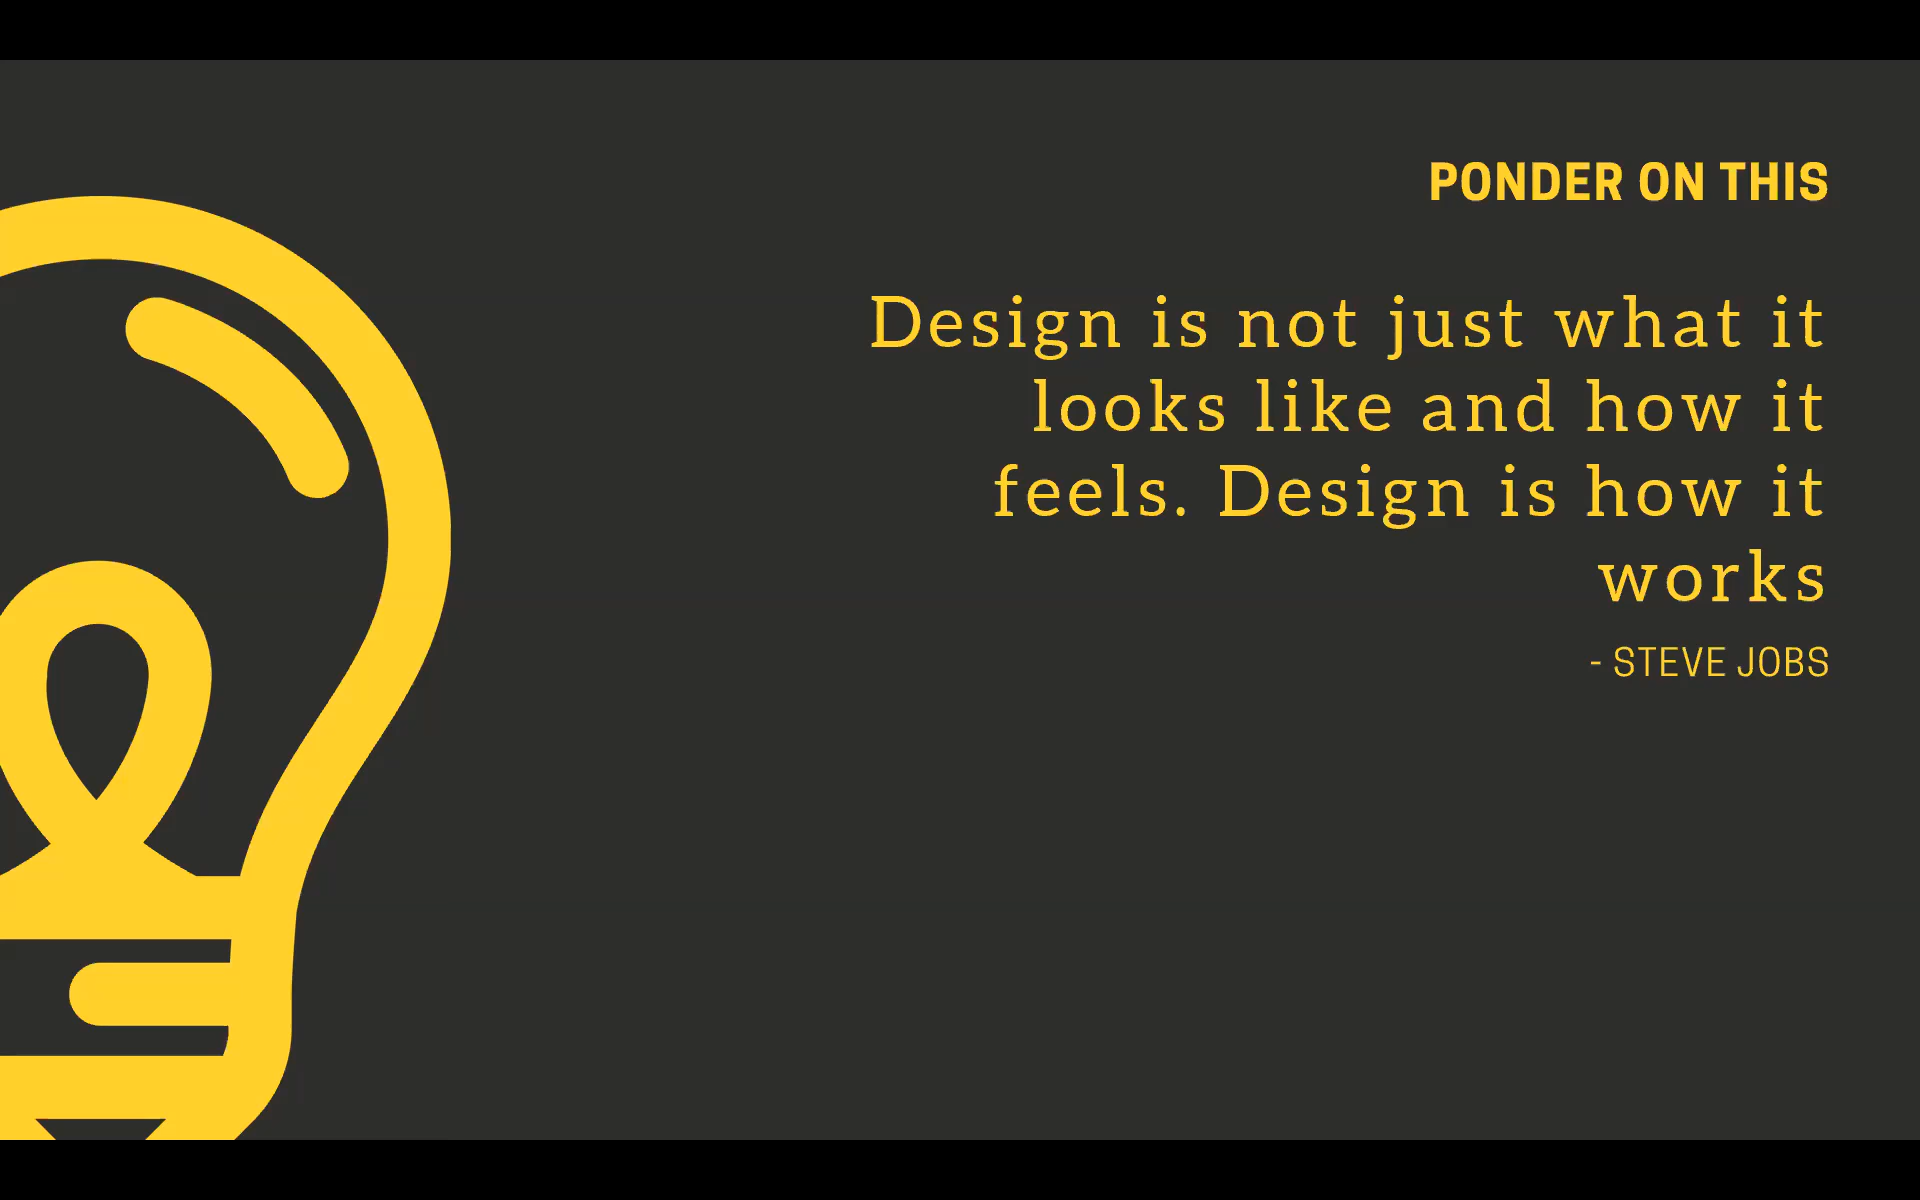 PONDER ON THIS
Design is not just what it
looks like and how it
feels. Design is how it
works
- STEVE JOBS